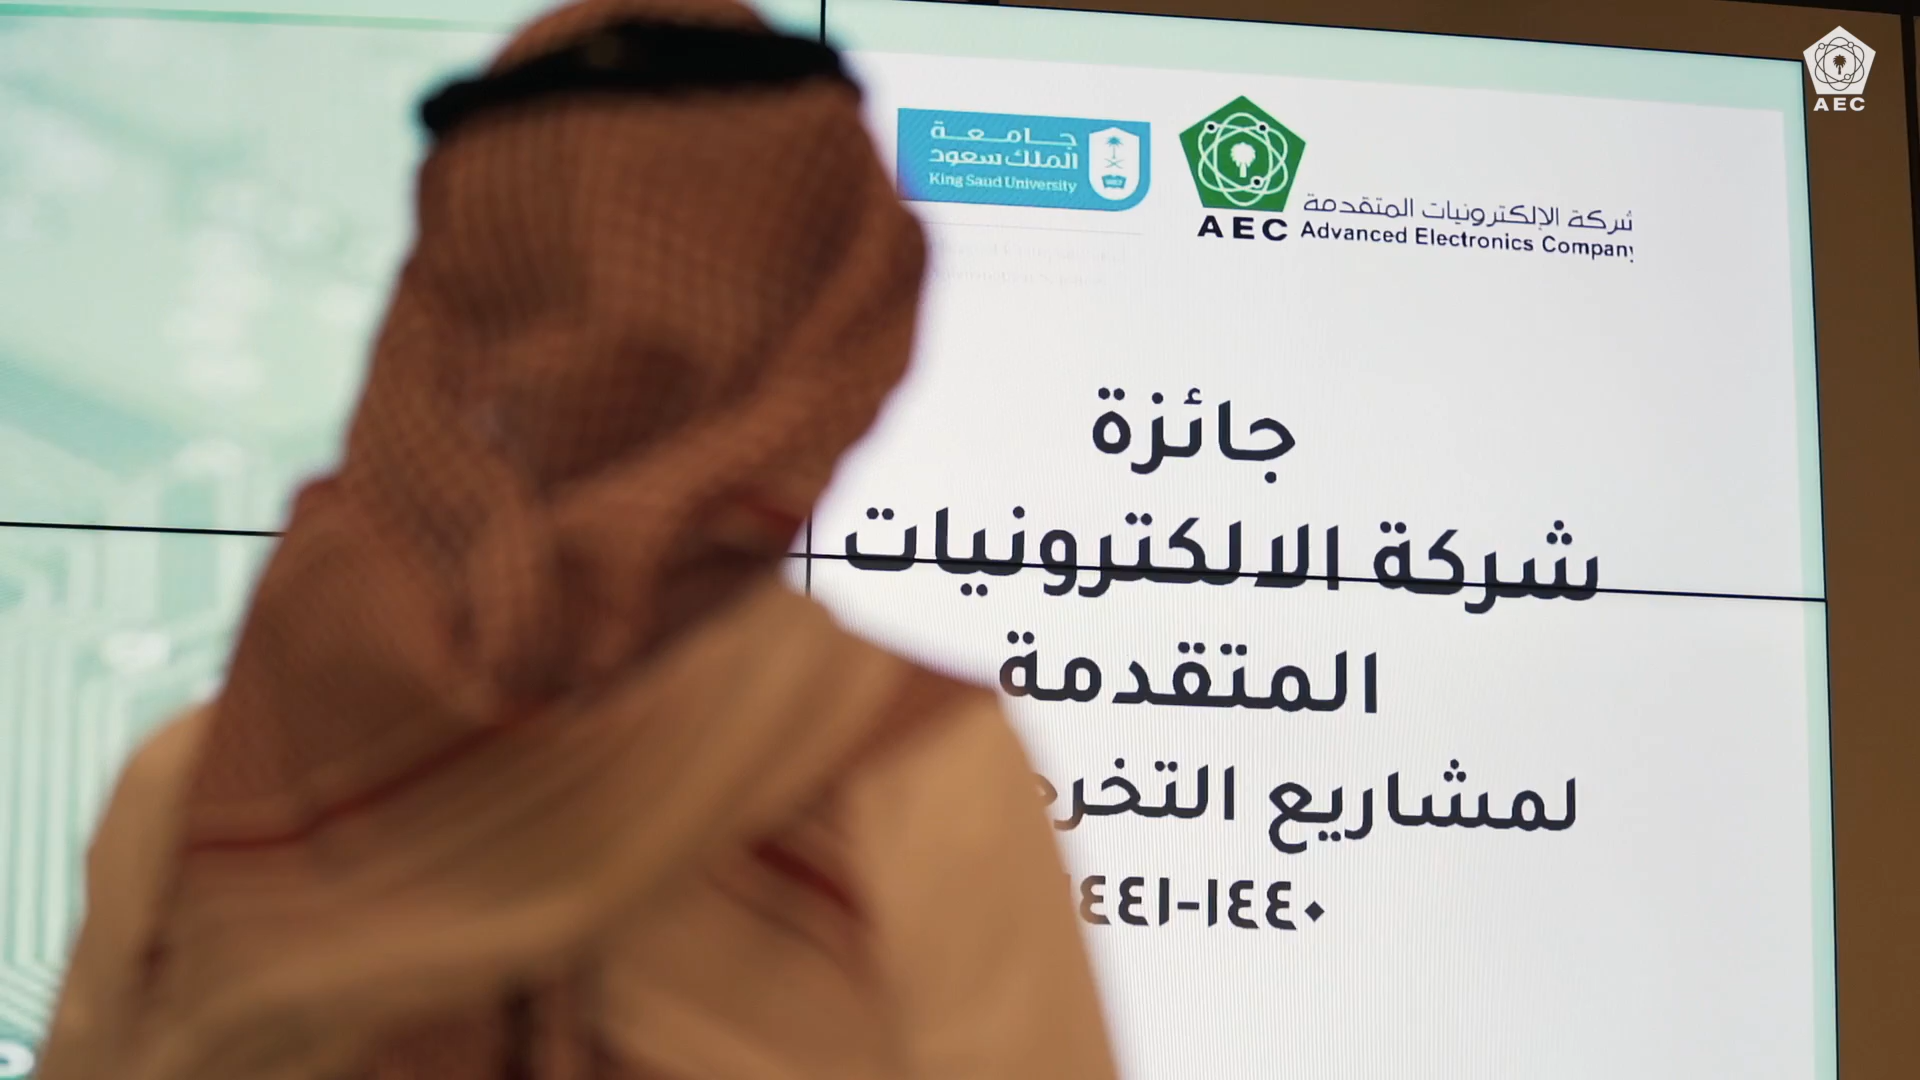 جامعة
الملك سعود
King Saud University
AEC
شركة الإلكترونيات المتقدمة
Advanced Electronics Company
جائزة
شركة الالكترونيات
المتقدمة
لمشاريع
١٤٤٠-١٤٤١
AEC